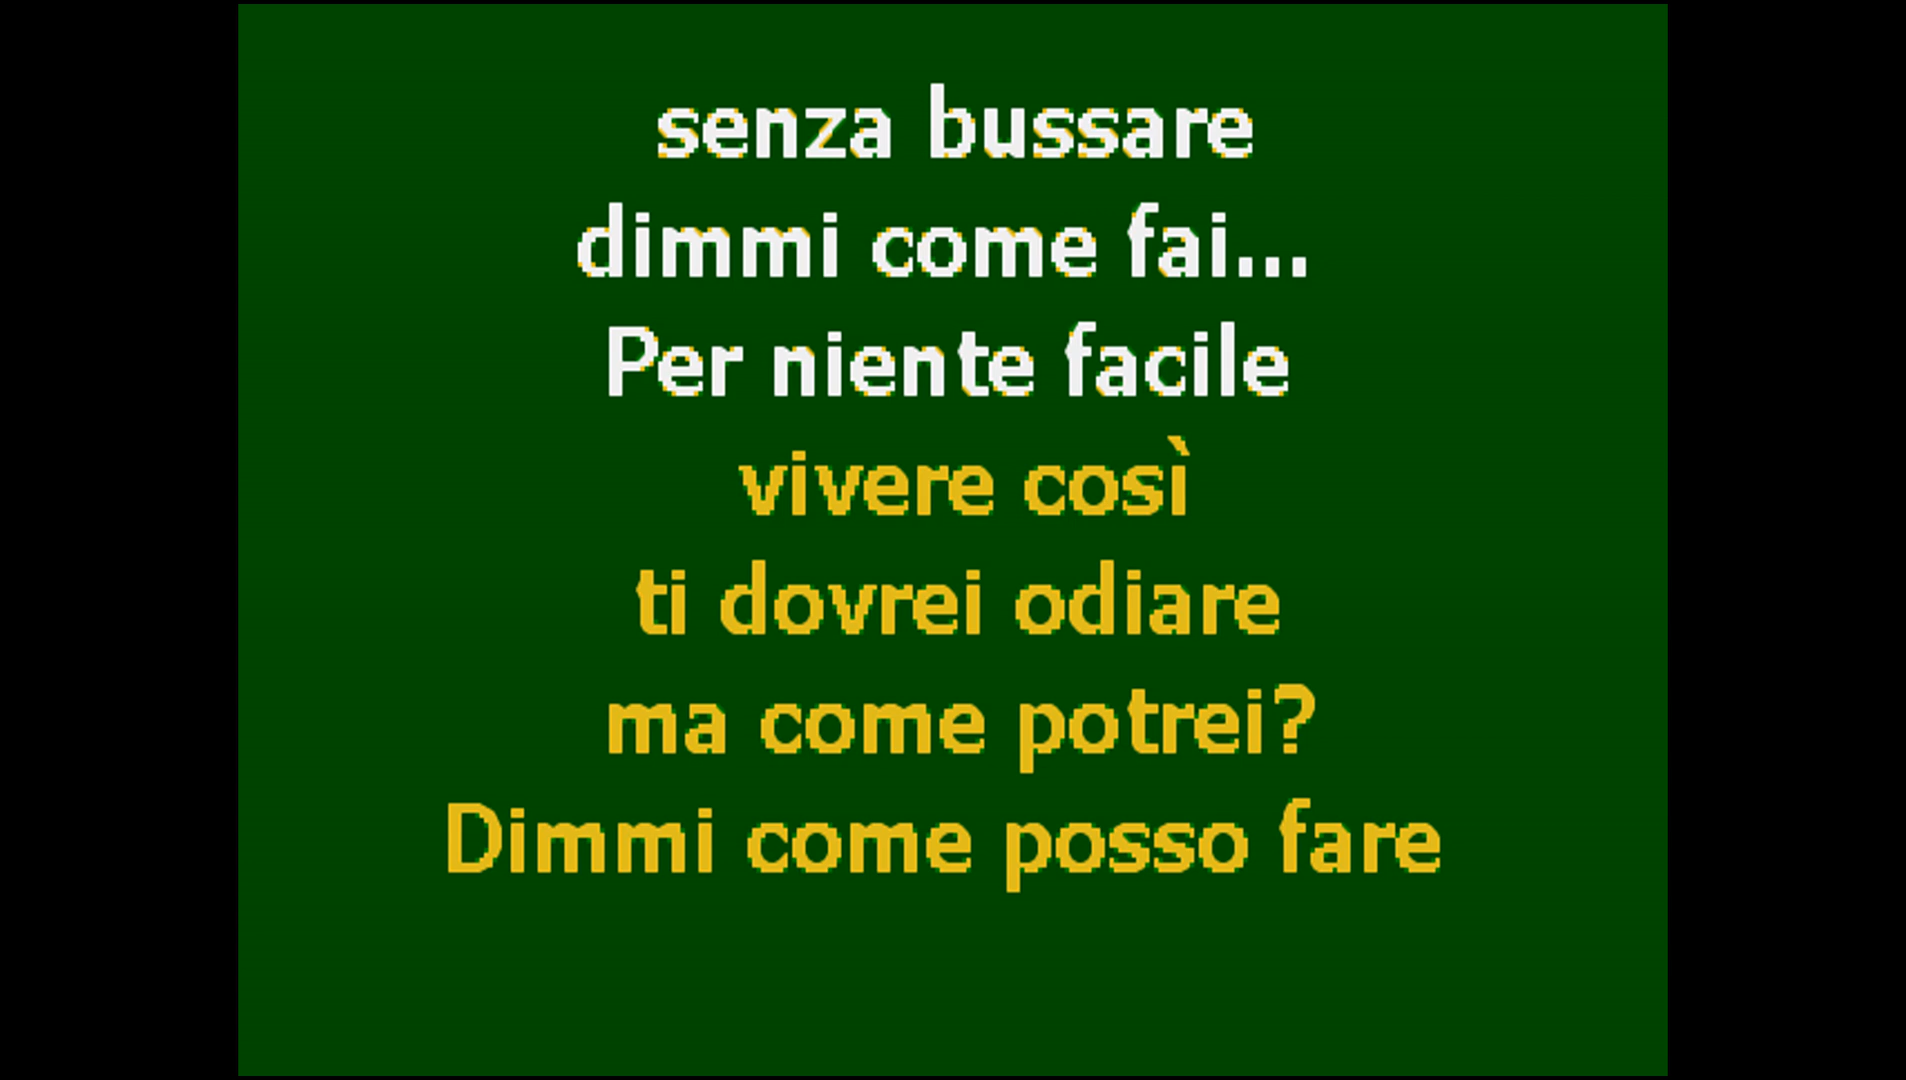 senza bussare
dimmi come fai...
Per niente facile
vivere così
ti dovrei odiare
ma come potrei?
Dimmi come posso fare